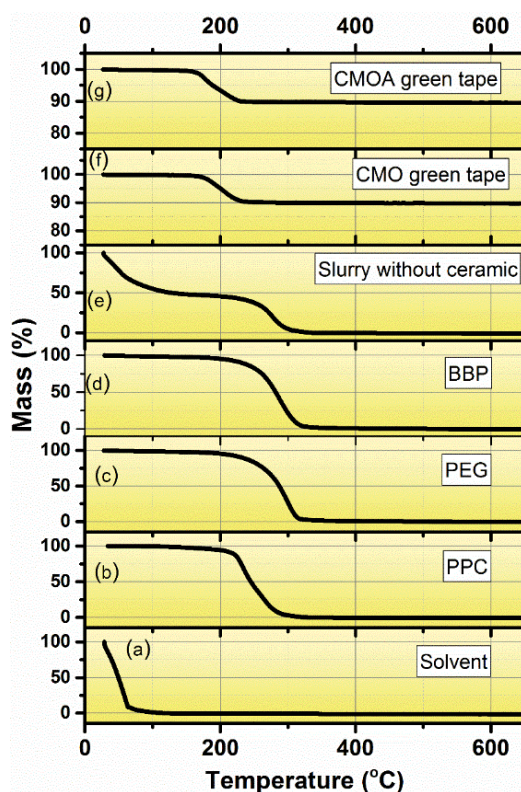 0 200 400 600
100
90
80
(g)
CMOA green tape
100
90
80
(f)
CMO green tape
100
50
0
(e)
Slurry without ceramic
100
50
0
(d)
BBP
100
50
0
(c)
PEG
100
50
0
(b)
PPC
100
50
0
(a)
Solvent
Mass (%)
0 200 400 600
Temperature (oC)